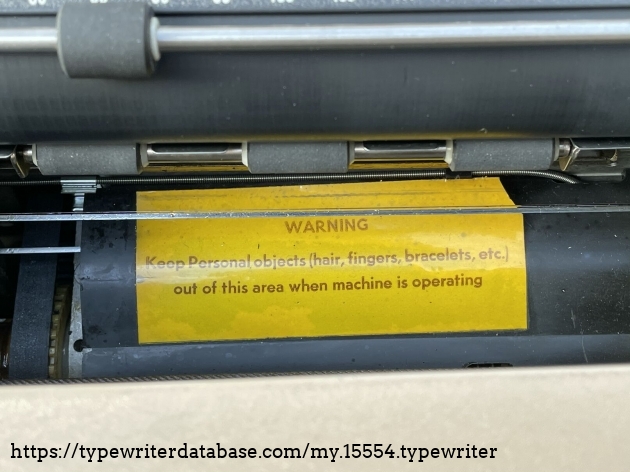 WARNING
Keep Personal objects (hair, fingers, bracelets, etc.)
out of this area when machine is operating
https://typewriterdatabase.com/my.15554.typewriter